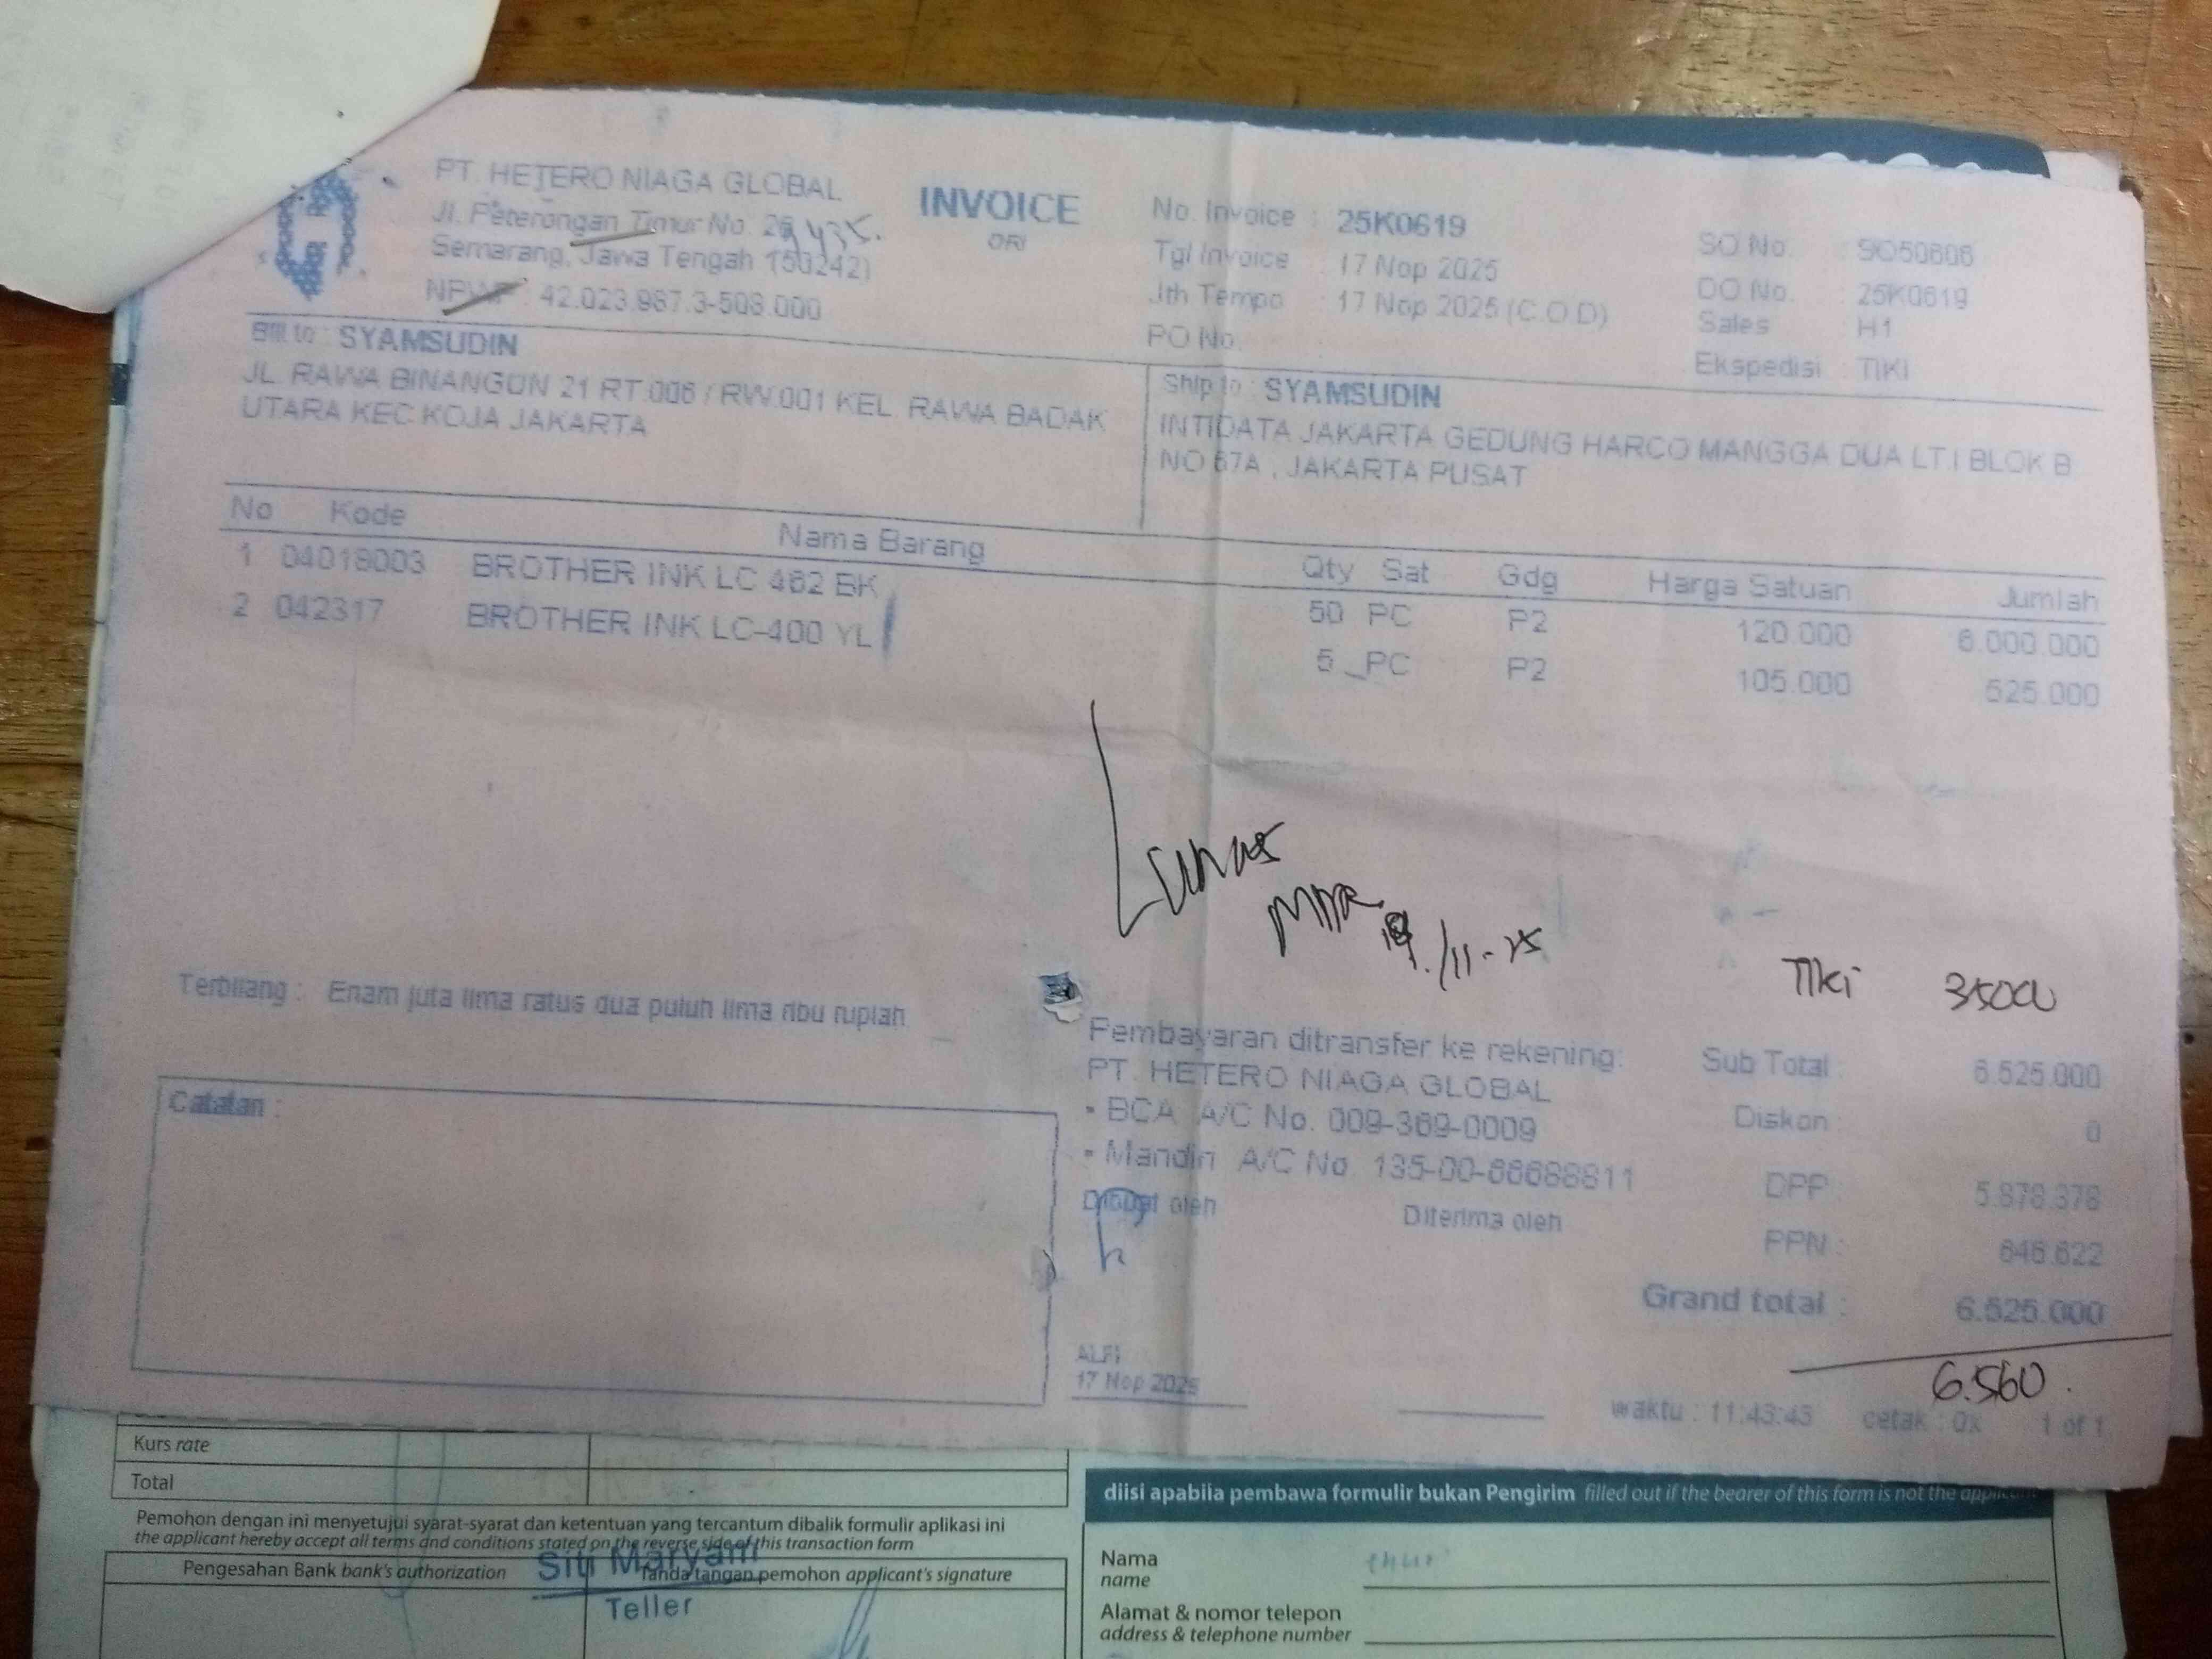 PT. HETERO NIAGA GLOBAL
Jl. Peterongan Timur No. 26
Semarang, Jawa Tengah (50242)
NPWP : 42.023.987.3-508.000
INVOICE
ORI
No. Invoice : 25K0619
Tgl Invoice : 17 Nop 2025
Jth Tempo : 17 Nop 2025 (C.O.D)
PO No.
SO No. : SO50606
DO No. : 25K0619
Sales : H1
Ekspedisi : TIKI
Bill to : SYAMSUDIN
JL. RAWA BINANGUN 21 RT.006 / RW.001 KEL. RAWA BADAK
UTARA KEC KOJA JAKARTA
Ship to : SYAMSUDIN
INTIDATA JAKARTA GEDUNG HARCO MANGGA DUA LT.I BLOK B
NO 67A , JAKARTA PUSAT
No Kode Nama Barang Qty Sat Gdg Harga Satuan Jumlah
1 04018003 BROTHER INK LC 462 BK 50 PC P2 120.000 6.000.000
2 042317 BROTHER INK LC-400 YL 5 PC P2 105.000 525.000
Lunas
/11-25
TIKi 35000
Terbilang : Enam juta lima ratus dua puluh lima ribu rupiah
Catatan :
Pembayaran ditransfer ke rekening:
PT. HETERO NIAGA GLOBAL
- BCA A/C No. 009-369-0009
- Mandiri A/C No. 135-00-66688811
Dibuat oleh Diterima oleh
Sub Total : 6.525.000
Diskon : 0
DPP : 5.878.378
PPN : 646.622
Grand total : 6.525.000
6.560.
ALFI
17 Nop 2025
waktu : 11:43:43 cetak : 0x 1 of 1
Kurs rate
Total
Pemohon dengan ini menyetujui syarat-syarat dan ketentuan yang tercantum dibalik formulir aplikasi ini
the applicant hereby accept all terms and conditions stated on the reverse side of this transaction form
Pengesahan Bank bank's authorization
Siti Maryam
Tanda tangan pemohon applicant's signature
Teller
diisi apabila pembawa formulir bukan Pengirim filled out if the bearer of this form is not the
Nama
name
Alamat & nomor telepon
address & telephone number